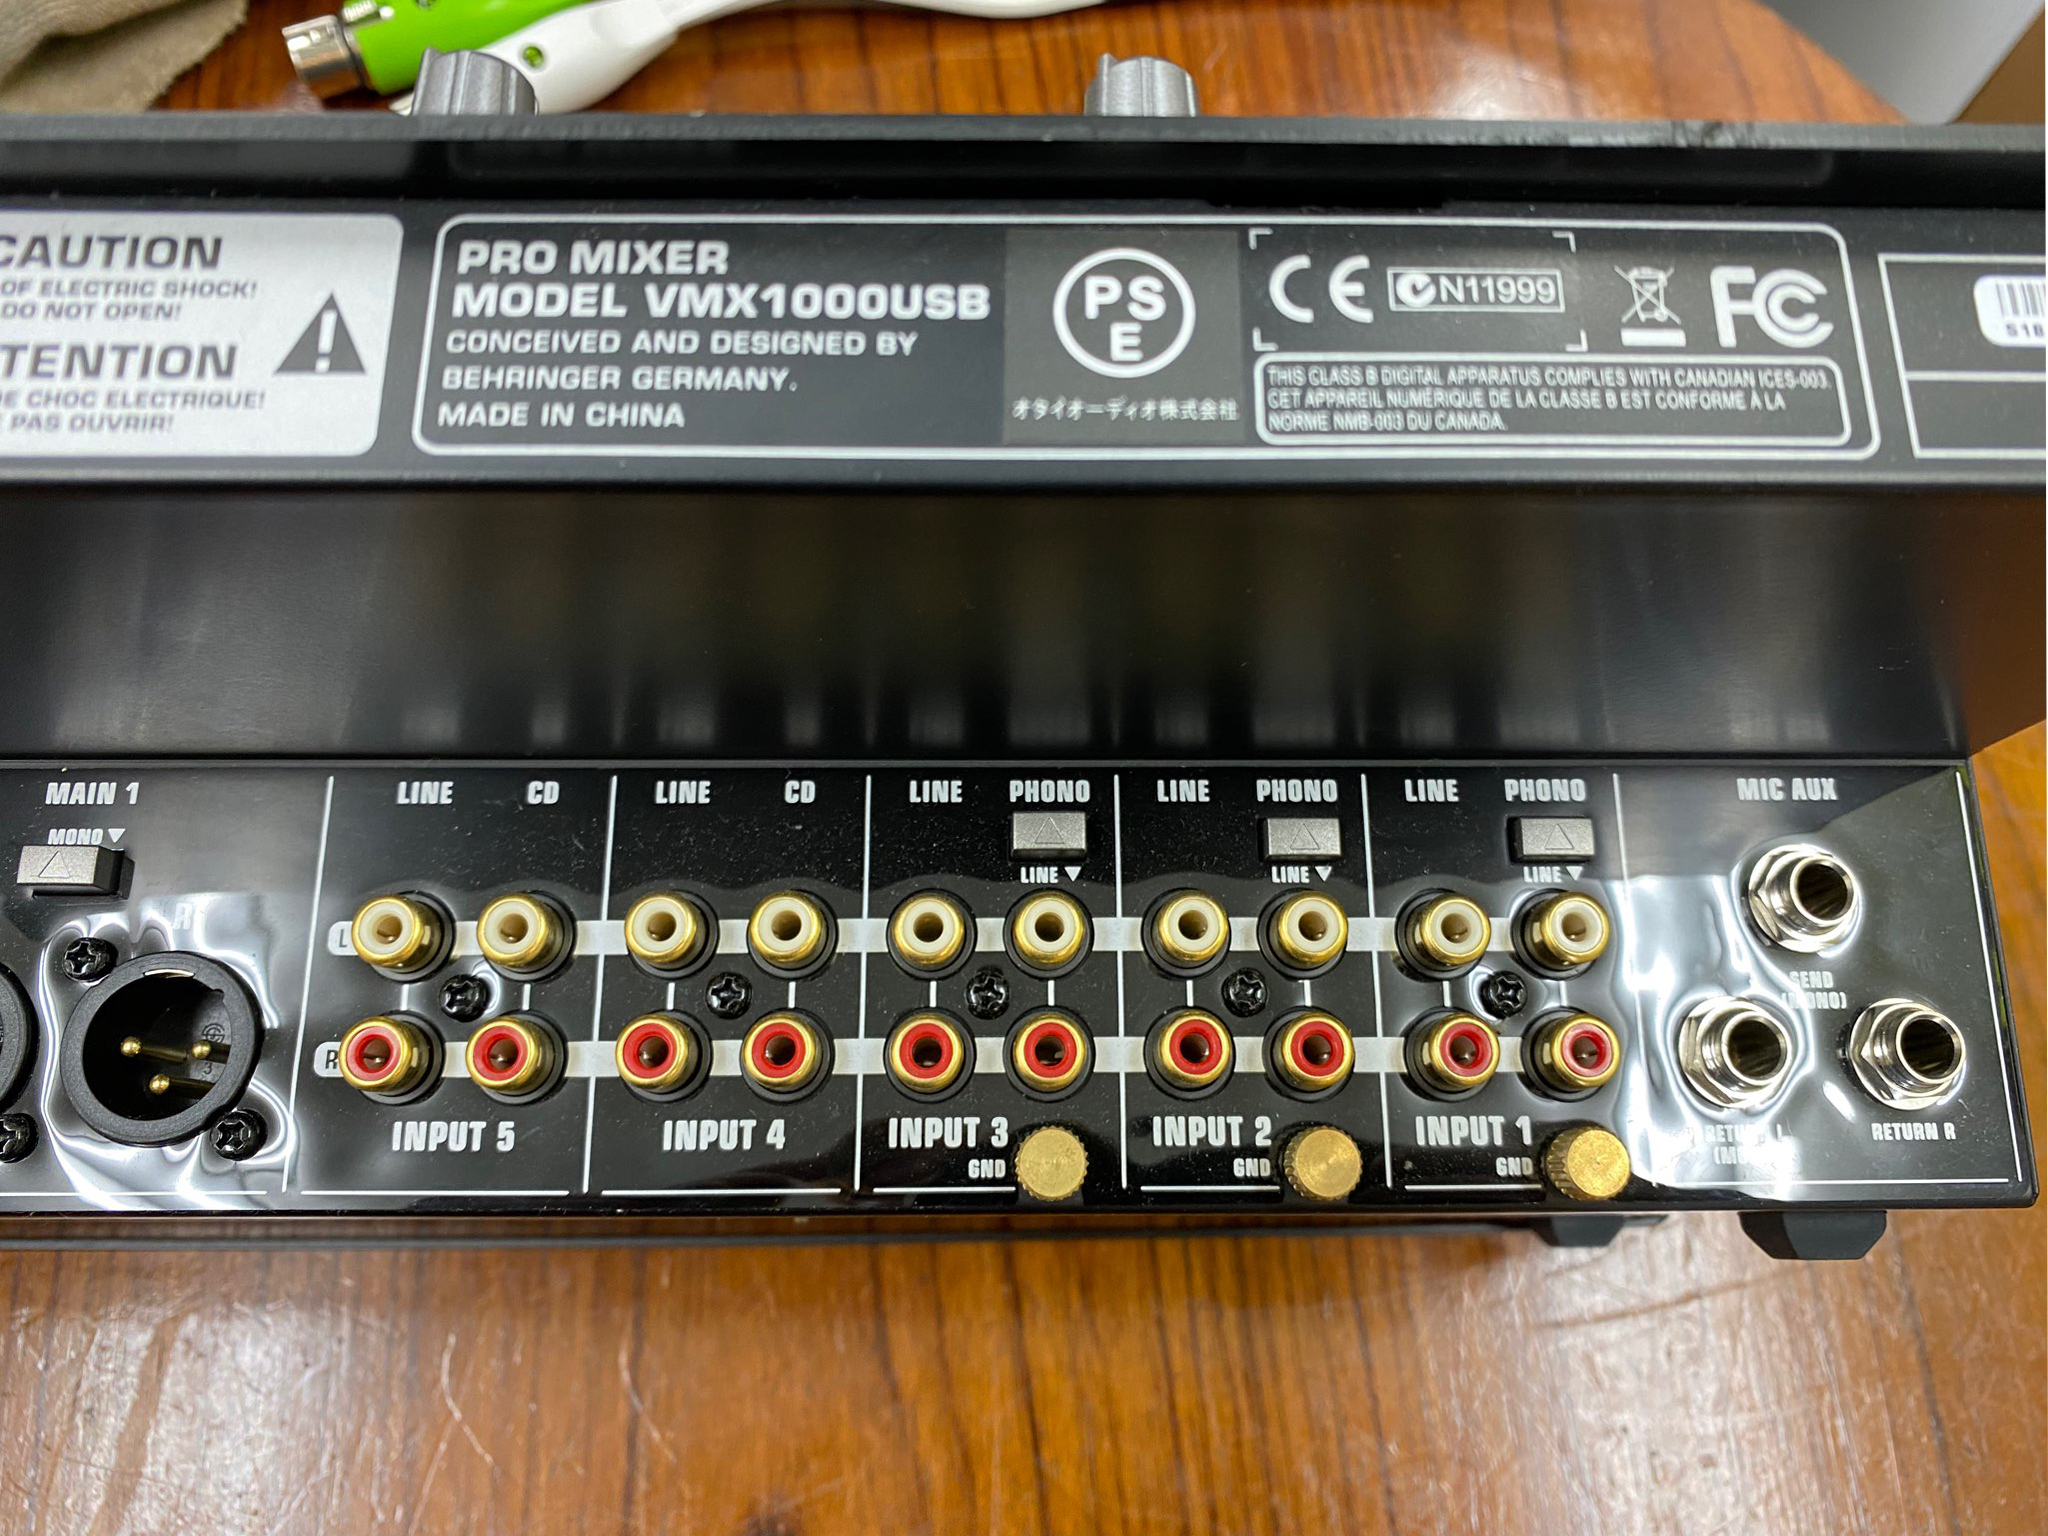 CAUTION
OF ELECTRIC SHOCK!
DO NOT OPEN!
TENTION
DE CHOC ELECTRIQUE!
PAS OUVRIR!
PRO MIXER
MODEL VMX1000USB
CONCEIVED AND DESIGNED BY
BEHRINGER GERMANY.
MADE IN CHINA
PS
E
オタイオーディオ株式会社
CE
N11999
FC
THIS CLASS B DIGITAL APPARATUS COMPLIES WITH CANADIAN ICES-003.
CET APPAREIL NUMÉRIQUE DE LA CLASSE B EST CONFORME A LA
NORME NMB-003 DU CANADA.
S18
MAIN 1
MONO ▼
R
LINE CD
LINE CD
LINE PHONO
LINE PHONO
LINE PHONO
MIC AUX
LINE ▼
LINE ▼
LINE ▼
L
SEND
(MONO)
3
R
INPUT 5
INPUT 4
INPUT 3
GND
INPUT 2
GND
INPUT 1
GND
RETURN L
RETURN R